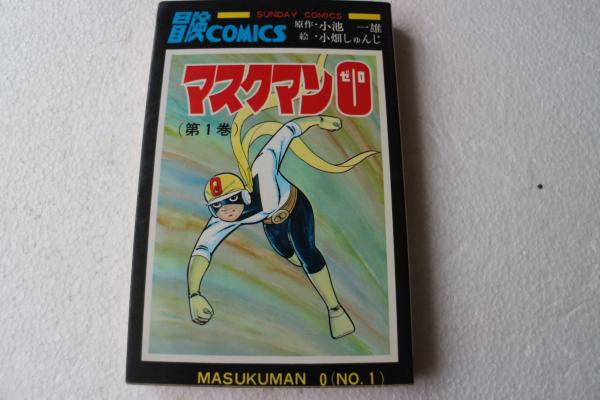 SUNDAY COMICS
冒険COMICS
原作・小池 一雄
絵・小畑しゅんじ
マスクマン0
ゼロ
(第1巻)
0
MASUKUMAN 0(NO.1)